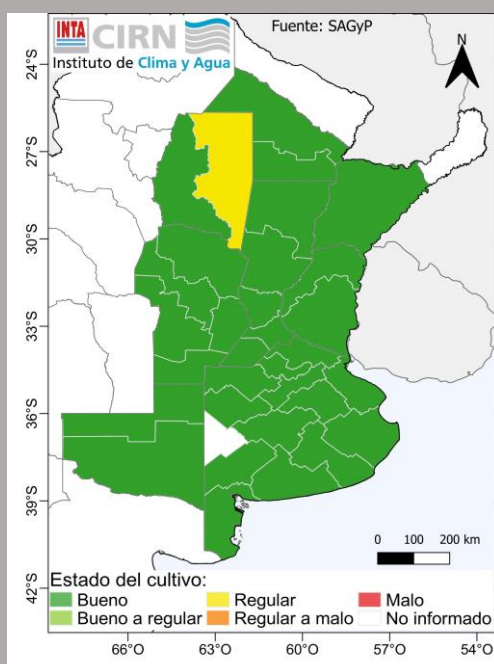 INTA CIRN
Instituto de Clima y Agua
Fuente: SAGyP
N
24°S
27°S
30°S
33°S
36°S
39°S
42°S
0 100 200 km
Estado del cultivo:
Bueno Regular Malo
Bueno a regular Regular a malo No informado
66°O 63°O 60°O 57°O 54°O